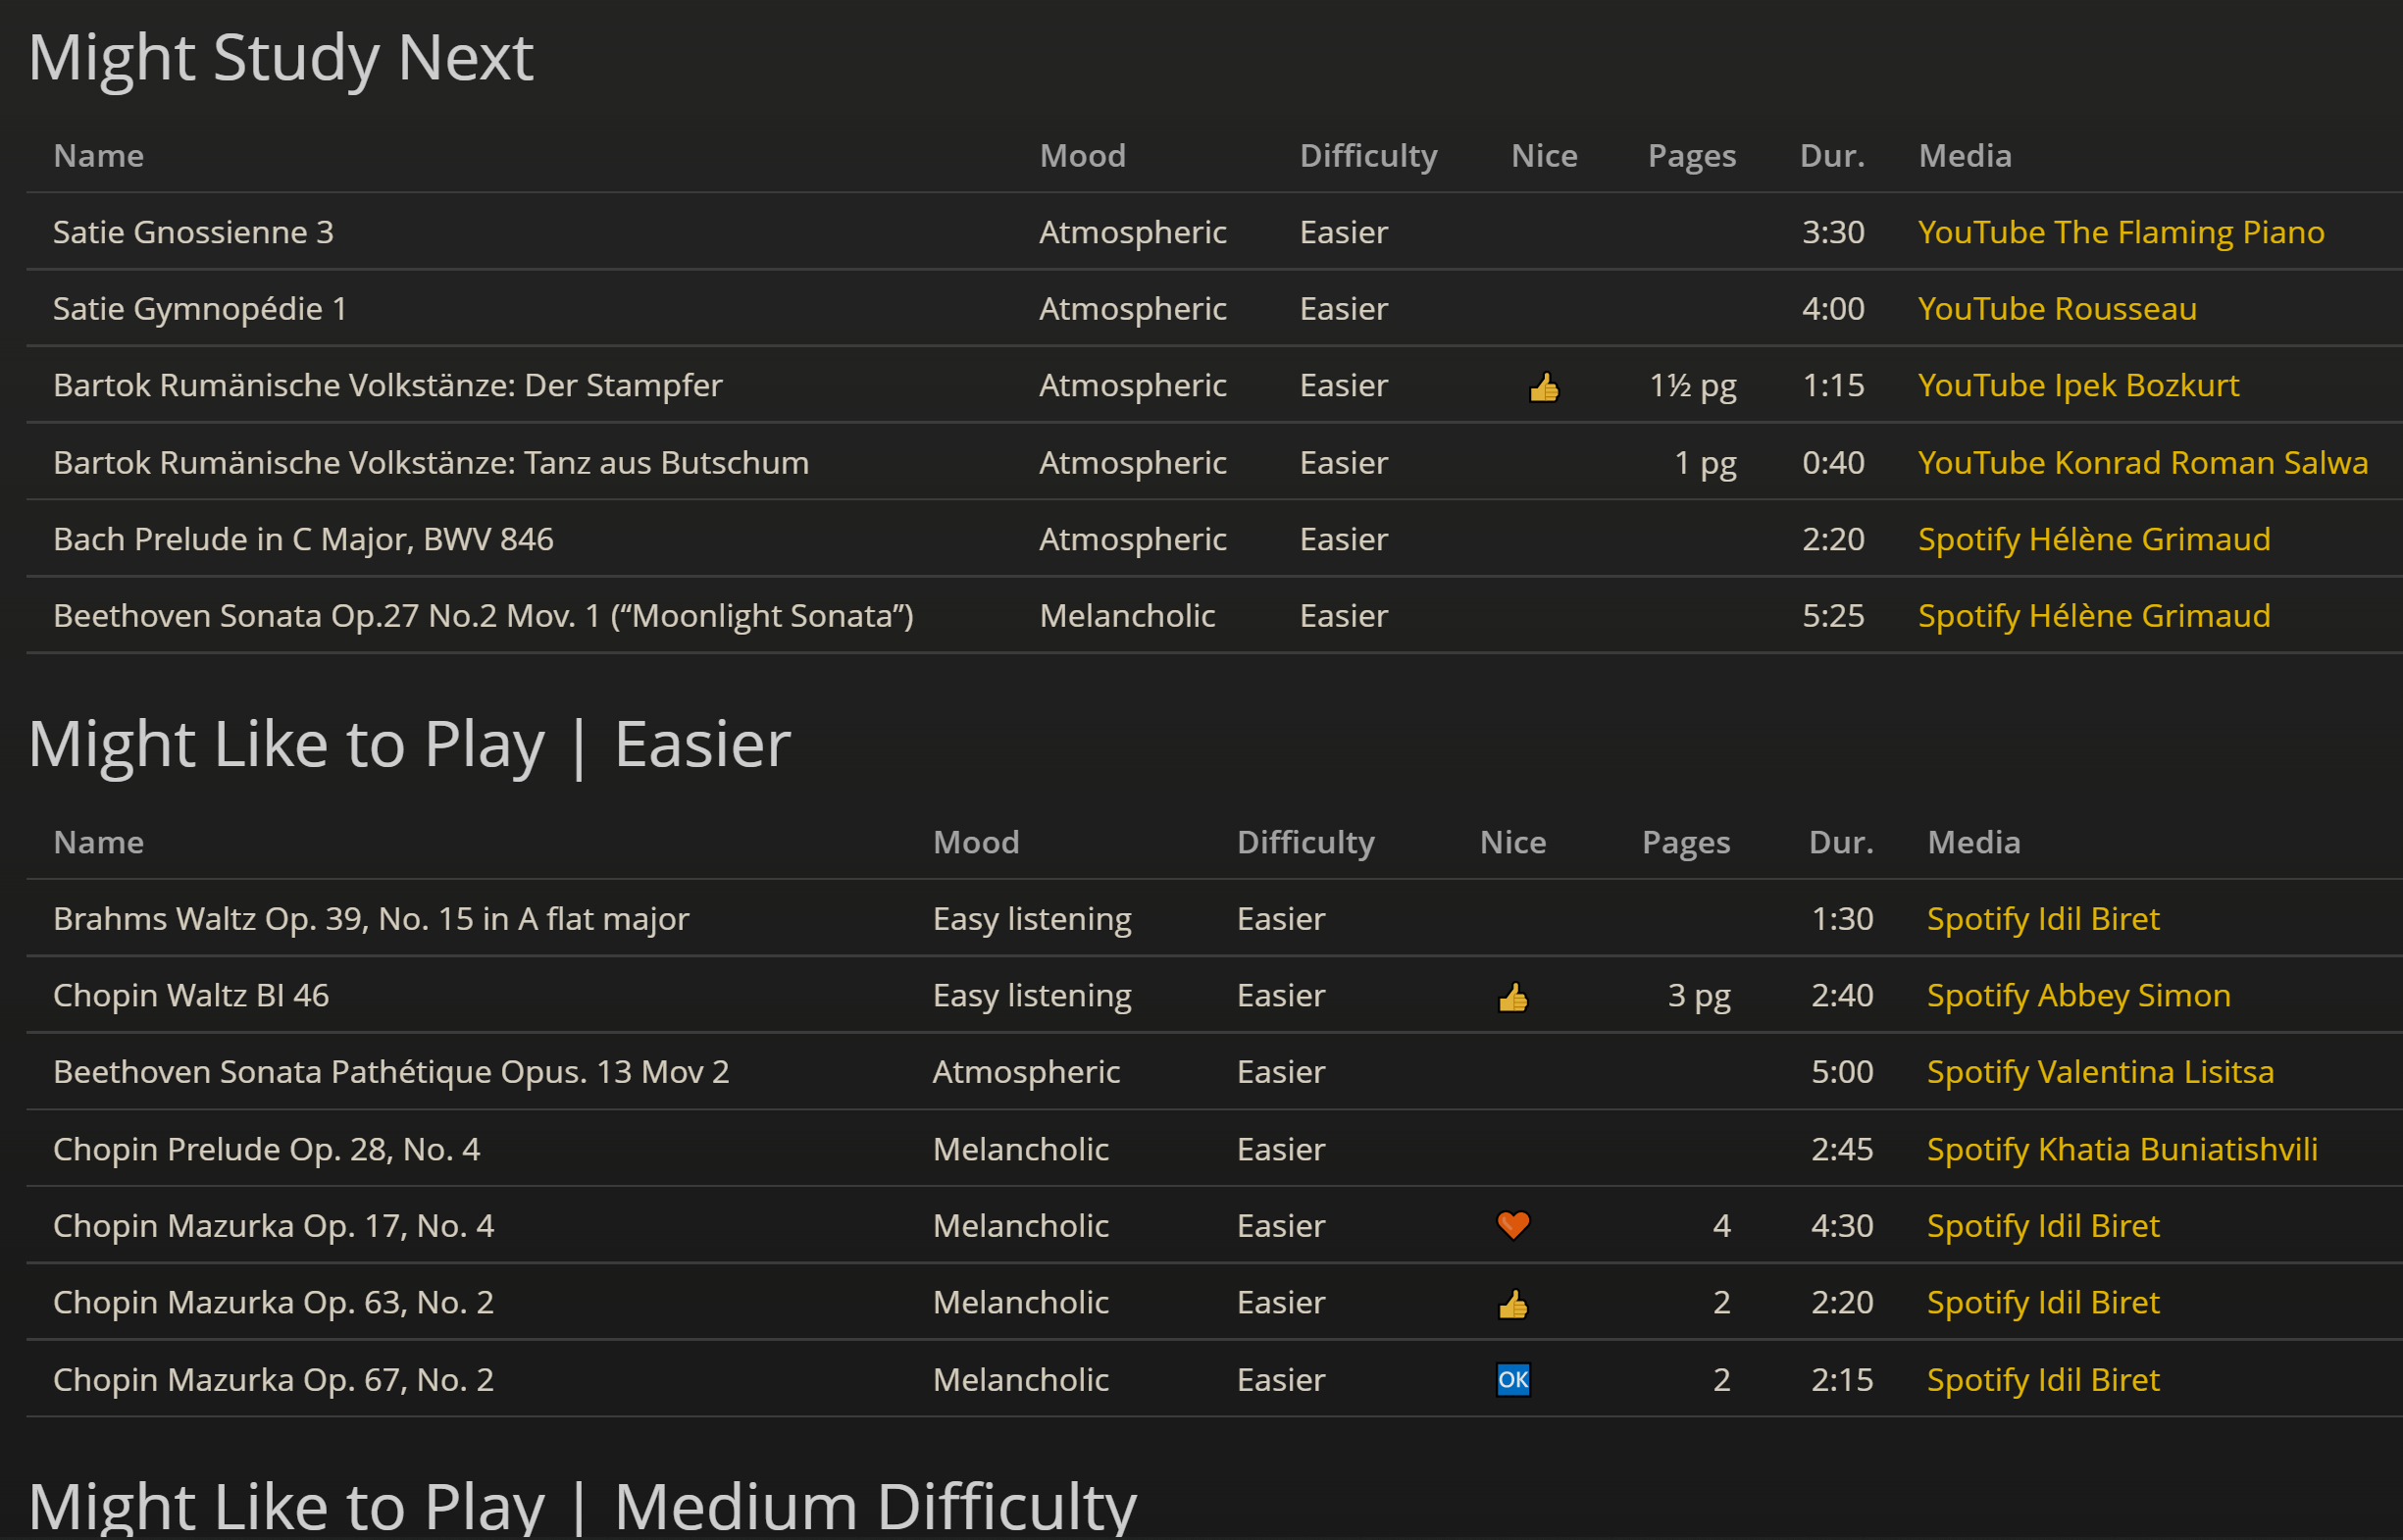 Might Study Next
Name Mood Difficulty Nice Pages Dur. Media
Satie Gnossienne 3 Atmospheric Easier 3:30 YouTube The Flaming Piano
Satie Gymnopédie 1 Atmospheric Easier 4:00 YouTube Rousseau
Bartok Rumänische Volkstänze: Der Stampfer Atmospheric Easier 👍 1½ pg 1:15 YouTube Ipek Bozkurt
Bartok Rumänische Volkstänze: Tanz aus Butschum Atmospheric Easier 1 pg 0:40 YouTube Konrad Roman Salwa
Bach Prelude in C Major, BWV 846 Atmospheric Easier 2:20 Spotify Hélène Grimaud
Beethoven Sonata Op.27 No.2 Mov. 1 (“Moonlight Sonata”) Melancholic Easier 5:25 Spotify Hélène Grimaud
Might Like to Play | Easier
Name Mood Difficulty Nice Pages Dur. Media
Brahms Waltz Op. 39, No. 15 in A flat major Easy listening Easier 1:30 Spotify Idil Biret
Chopin Waltz BI 46 Easy listening Easier 👍 3 pg 2:40 Spotify Abbey Simon
Beethoven Sonata Pathétique Opus. 13 Mov 2 Atmospheric Easier 5:00 Spotify Valentina Lisitsa
Chopin Prelude Op. 28, No. 4 Melancholic Easier 2:45 Spotify Khatia Buniatishvili
Chopin Mazurka Op. 17, No. 4 Melancholic Easier ❤️ 4 4:30 Spotify Idil Biret
Chopin Mazurka Op. 63, No. 2 Melancholic Easier 👍 2 2:20 Spotify Idil Biret
Chopin Mazurka Op. 67, No. 2 Melancholic Easier OK 2 2:15 Spotify Idil Biret
Might Like to Play | Medium Difficulty